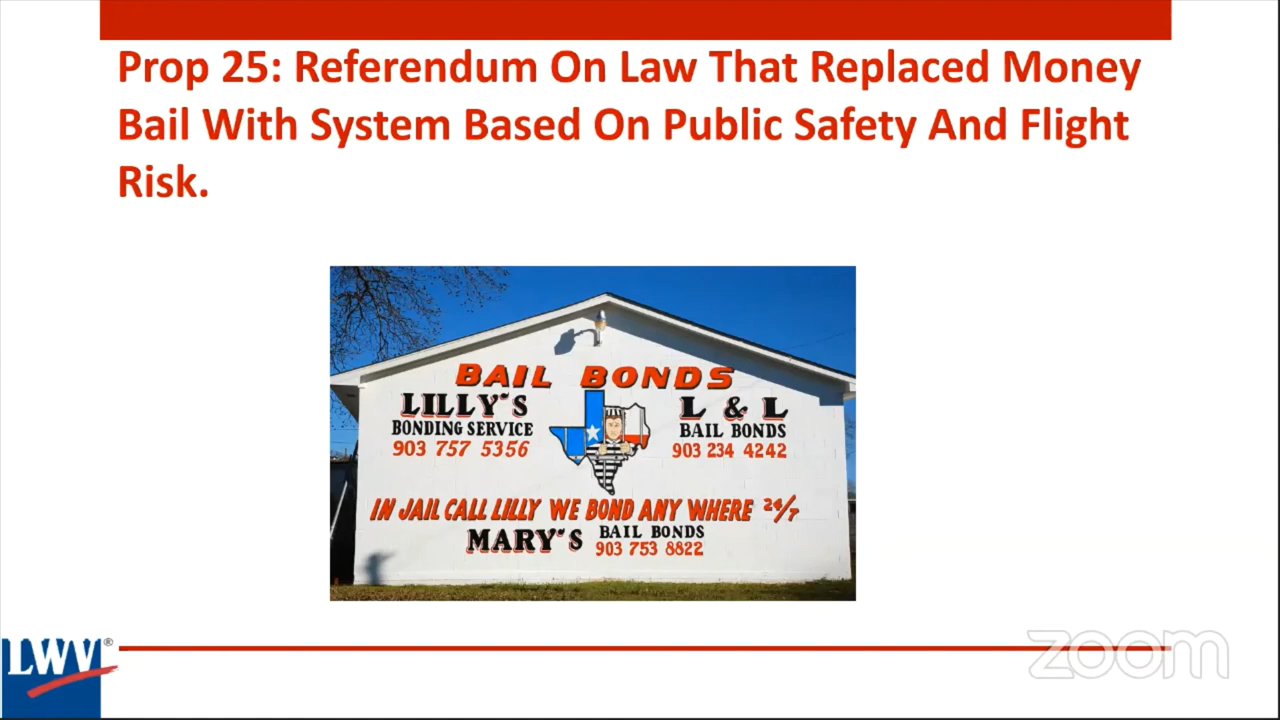 Prop 25: Referendum On Law That Replaced Money
Bail With System Based On Public Safety And Flight
Risk.
BAIL BONDS
LILLY'S
BONDING SERVICE
903 757 5356
L & L
BAIL BONDS
903 234 4242
IN JAIL CALL LILLY WE BOND ANY WHERE 24/7
MARY'S
BAIL BONDS
903 753 8822
LWV®
zoom